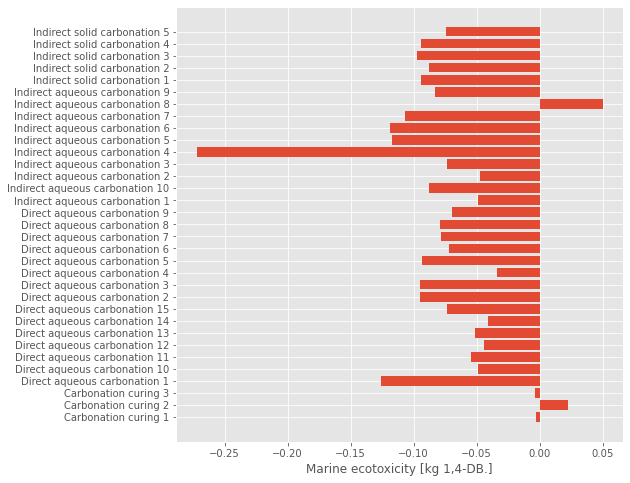 Indirect solid carbonation 5
Indirect solid carbonation 4
Indirect solid carbonation 3
Indirect solid carbonation 2
Indirect solid carbonation 1
Indirect aqueous carbonation 9
Indirect aqueous carbonation 8
Indirect aqueous carbonation 7
Indirect aqueous carbonation 6
Indirect aqueous carbonation 5
Indirect aqueous carbonation 4
Indirect aqueous carbonation 3
Indirect aqueous carbonation 2
Indirect aqueous carbonation 10
Indirect aqueous carbonation 1
Direct aqueous carbonation 9
Direct aqueous carbonation 8
Direct aqueous carbonation 7
Direct aqueous carbonation 6
Direct aqueous carbonation 5
Direct aqueous carbonation 4
Direct aqueous carbonation 3
Direct aqueous carbonation 2
Direct aqueous carbonation 15
Direct aqueous carbonation 14
Direct aqueous carbonation 13
Direct aqueous carbonation 12
Direct aqueous carbonation 11
Direct aqueous carbonation 10
Direct aqueous carbonation 1
Carbonation curing 3
Carbonation curing 2
Carbonation curing 1
−0.25 −0.20 −0.15 −0.10 −0.05 0.00 0.05
Marine ecotoxicity [kg 1,4-DB.]